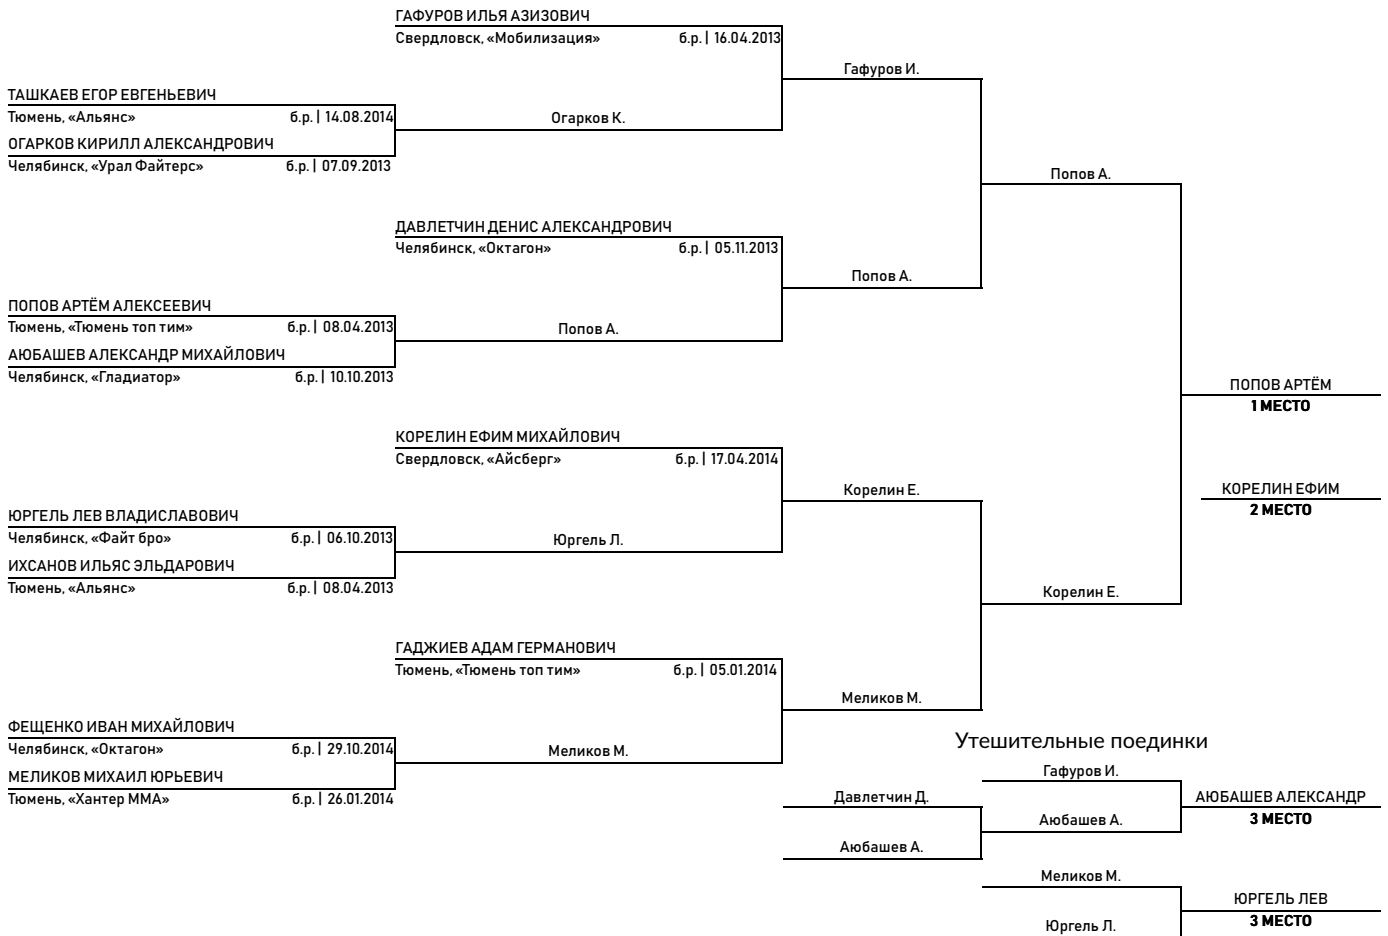 ГАФУРОВ ИЛЬЯ АЗИЗОВИЧ
Свердловск, «Мобилизация» б.р. | 16.04.2013
Гафуров И.
ТАШКАЕВ ЕГОР ЕВГЕНЬЕВИЧ
Тюмень, «Альянс» б.р. | 14.08.2014
Огарков К.
ОГАРКОВ КИРИЛЛ АЛЕКСАНДРОВИЧ
Челябинск, «Урал Файтерс» б.р. | 07.09.2013
Попов А.
ДАВЛЕТЧИН ДЕНИС АЛЕКСАНДРОВИЧ
Челябинск, «Октагон» б.р. | 05.11.2013
Попов А.
ПОПОВ АРТЁМ АЛЕКСЕЕВИЧ
Тюмень, «Тюмень топ тим» б.р. | 08.04.2013
Попов А.
АЮБАШЕВ АЛЕКСАНДР МИХАЙЛОВИЧ
Челябинск, «Гладиатор» б.р. | 10.10.2013
ПОПОВ АРТЁМ
1 МЕСТО
КОРЕЛИН ЕФИМ МИХАЙЛОВИЧ
Свердловск, «Айсберг» б.р. | 17.04.2014
Корелин Е.
КОРЕЛИН ЕФИМ
2 МЕСТО
ЮРГЕЛЬ ЛЕВ ВЛАДИСЛАВОВИЧ
Челябинск, «Файт бро» б.р. | 06.10.2013
Юргель Л.
ИХСАНОВ ИЛЬЯС ЭЛЬДАРОВИЧ
Тюмень, «Альянс» б.р. | 08.04.2013
Корелин Е.
ГАДЖИЕВ АДАМ ГЕРМАНОВИЧ
Тюмень, «Тюмень топ тим» б.р. | 05.01.2014
Меликов М.
ФЕЩЕНКО ИВАН МИХАЙЛОВИЧ
Челябинск, «Октагон» б.р. | 29.10.2014
Меликов М.
МЕЛИКОВ МИХАИЛ ЮРЬЕВИЧ
Тюмень, «Хантер ММА» б.р. | 26.01.2014
Утешительные поединки
Гафуров И.
Давлетчин Д.
АЮБАШЕВ АЛЕКСАНДР
3 МЕСТО
Аюбашев А.
Аюбашев А.
Меликов М.
ЮРГЕЛЬ ЛЕВ
3 МЕСТО
Юргель Л.